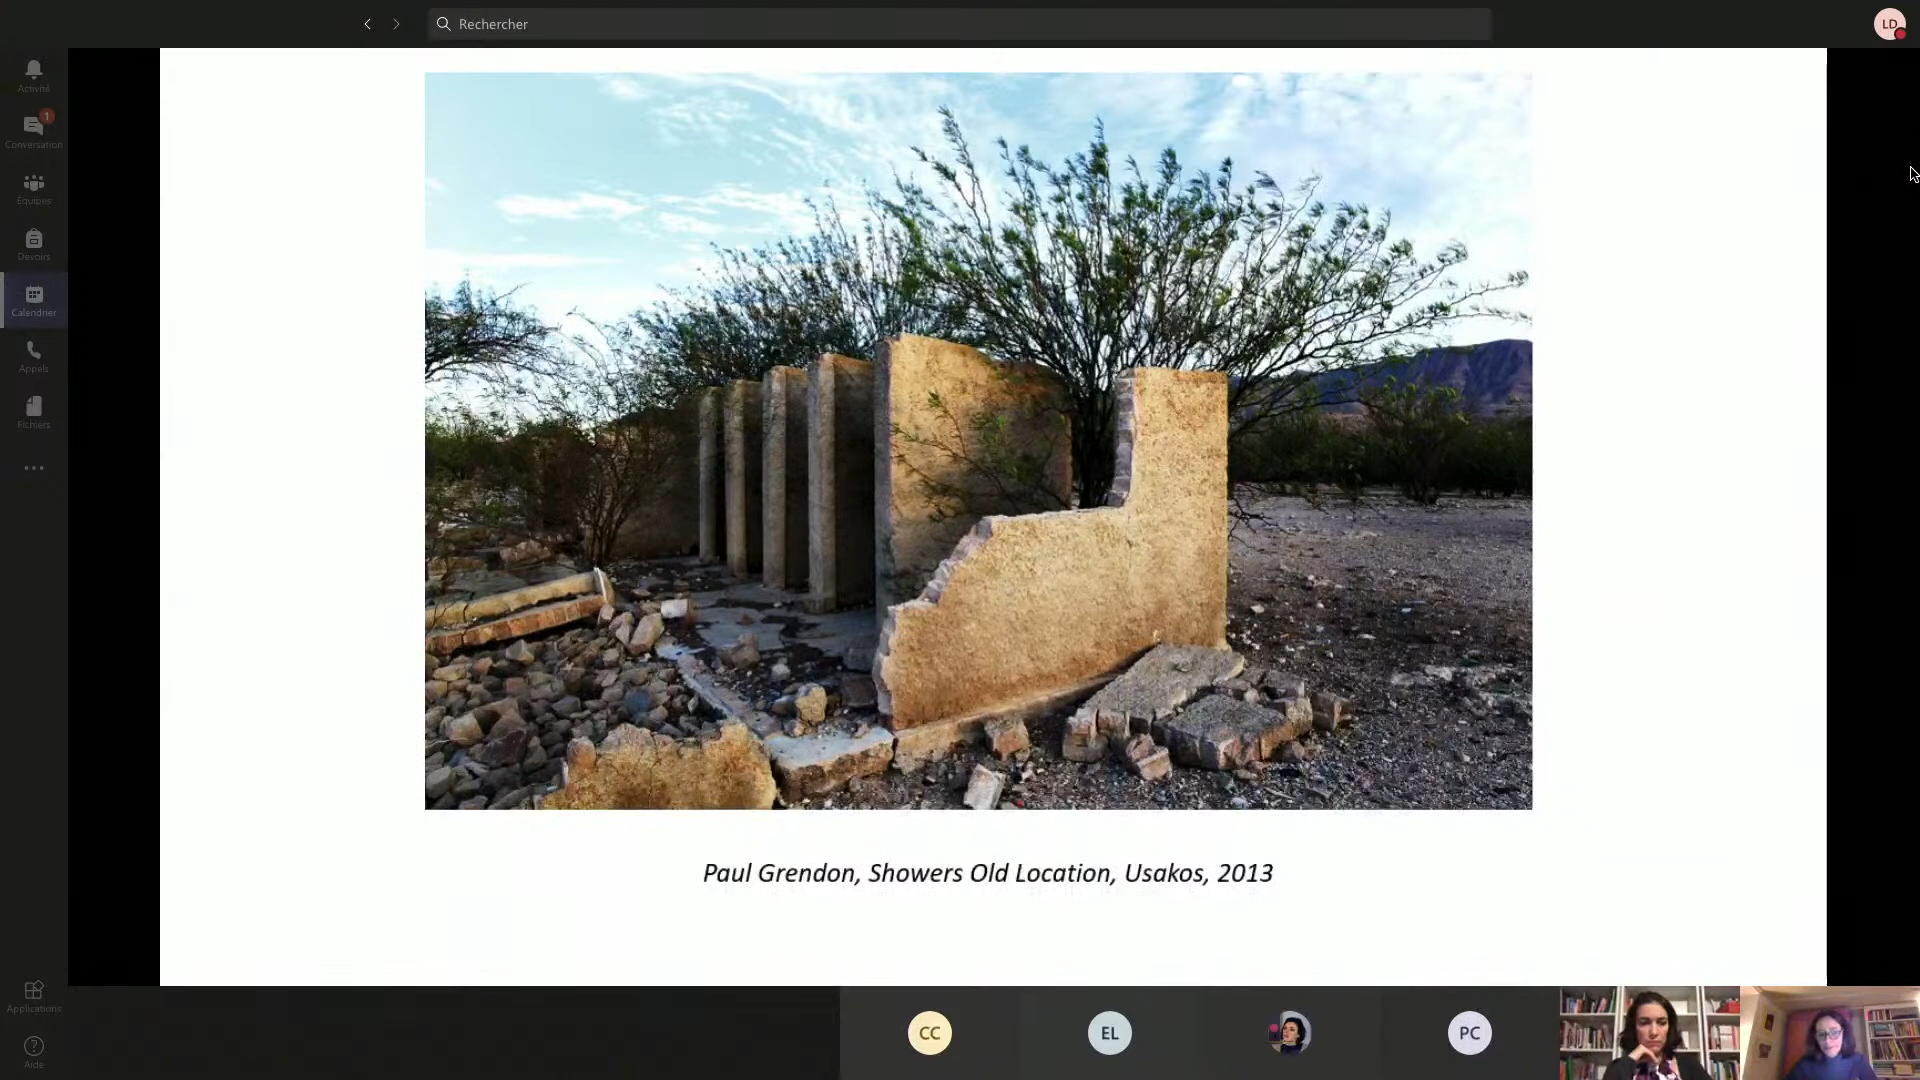 Rechercher
LD
Activité
1
Conversation
Équipes
Devoirs
Calendrier
Appels
Fichiers
Paul Grendon, Showers Old Location, Usakos, 2013
Applications
Aide
CC
EL
PC